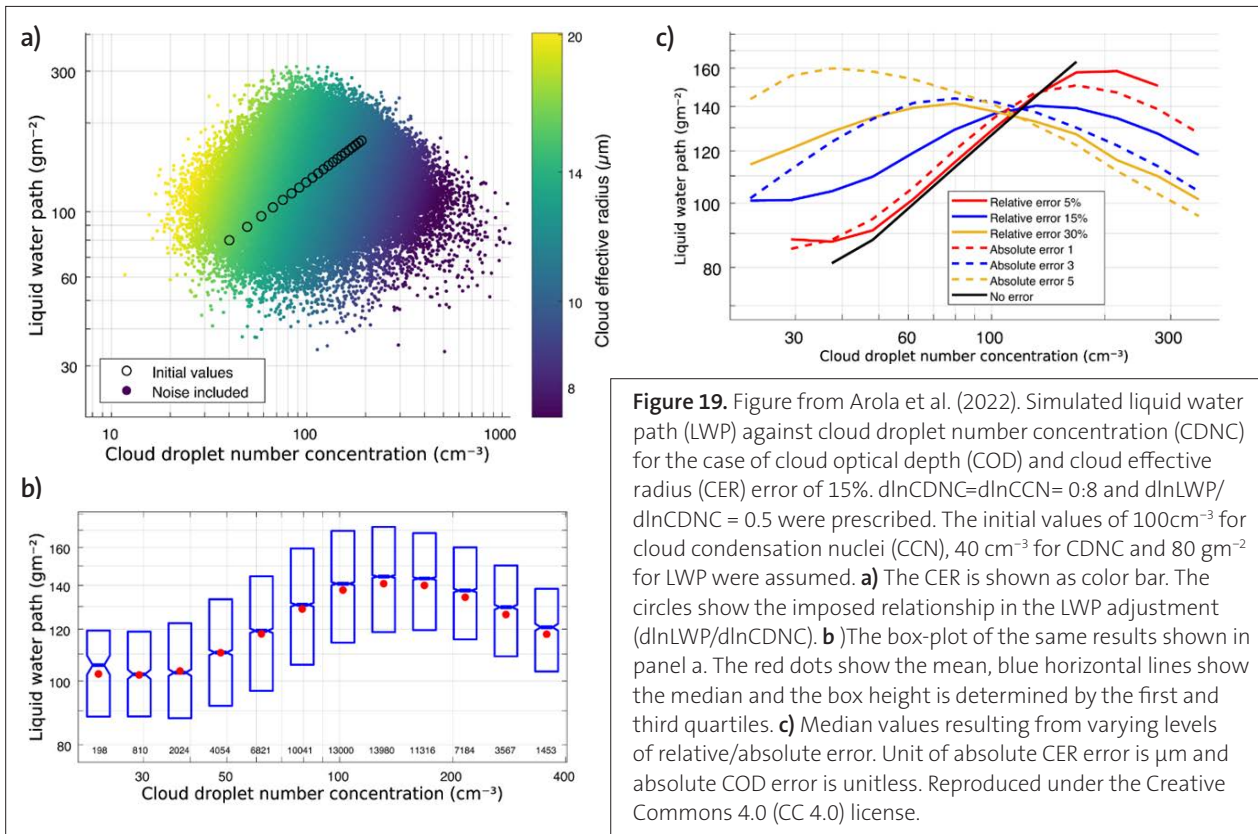 a)
Liquid water path (gm⁻²)
300
100
60
30
Initial values
Noise included
10
100
1000
Cloud droplet number concentration (cm⁻³)
20
14
10
8
Cloud effective radius (μm)
b)
Liquid water path (gm⁻²)
160
140
120
100
80
198 810 2024 4054 6821 10041 13000 13980 11316 7184 3567 1453
30 50 100 200 400
Cloud droplet number concentration (cm⁻³)
c)
Liquid water path (gm⁻²)
160
140
120
100
80
Relative error 5%
Relative error 15%
Relative error 30%
Absolute error 1
Absolute error 3
Absolute error 5
No error
30 60 100 300
Cloud droplet number concentration (cm⁻³)
Figure 19. Figure from Arola et al. (2022). Simulated liquid water
path (LWP) against cloud droplet number concentration (CDNC)
for the case of cloud optical depth (COD) and cloud effective
radius (CER) error of 15%. dlnCDNC=dlnCCN= 0:8 and dlnLWP/
dlnCDNC = 0.5 were prescribed. The initial values of 100cm⁻³ for
cloud condensation nuclei (CCN), 40 cm⁻³ for CDNC and 80 gm⁻²
for LWP were assumed. a) The CER is shown as color bar. The
circles show the imposed relationship in the LWP adjustment
(dlnLWP/dlnCDNC). b )The box-plot of the same results shown in
panel a. The red dots show the mean, blue horizontal lines show
the median and the box height is determined by the first and
third quartiles. c) Median values resulting from varying levels
of relative/absolute error. Unit of absolute CER error is µm and
absolute COD error is unitless. Reproduced under the Creative
Commons 4.0 (CC 4.0) license.